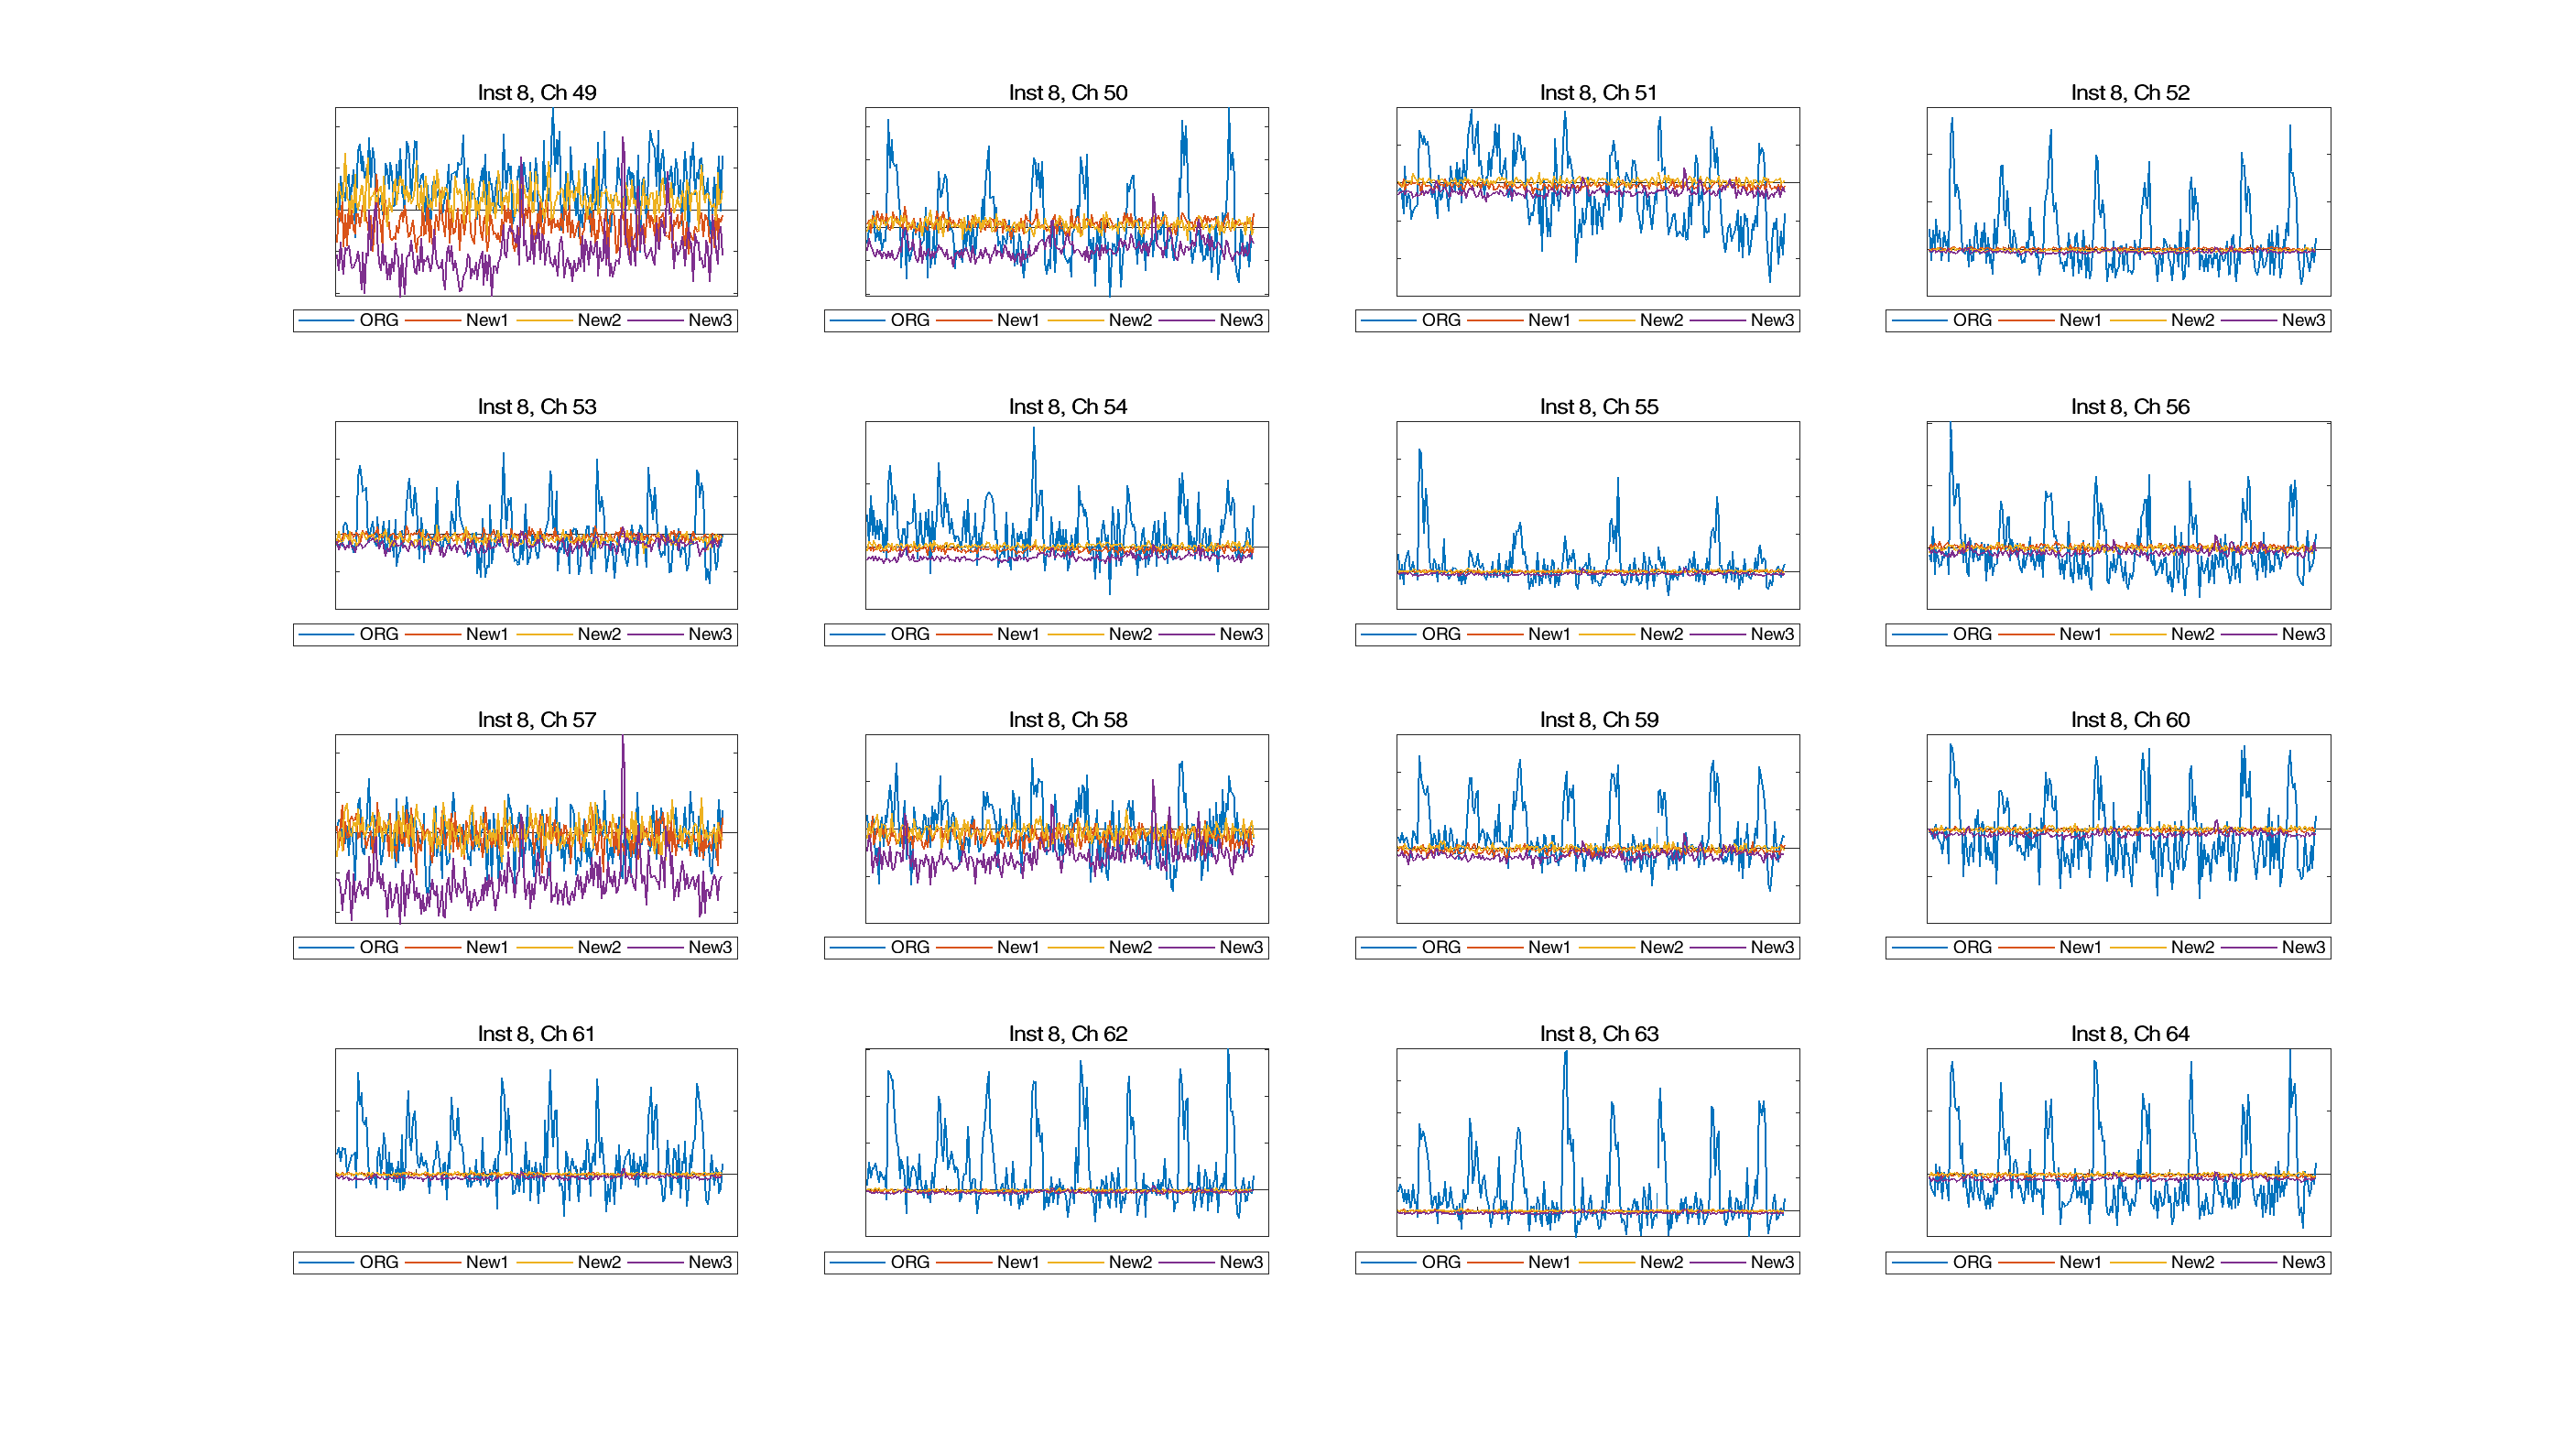 Inst 8, Ch 49
Inst 8, Ch 50
Inst 8, Ch 51
Inst 8, Ch 52
ORG New1 New2 New3
ORG New1 New2 New3
ORG New1 New2 New3
ORG New1 New2 New3
Inst 8, Ch 53
Inst 8, Ch 54
Inst 8, Ch 55
Inst 8, Ch 56
ORG New1 New2 New3
ORG New1 New2 New3
ORG New1 New2 New3
ORG New1 New2 New3
Inst 8, Ch 57
Inst 8, Ch 58
Inst 8, Ch 59
Inst 8, Ch 60
ORG New1 New2 New3
ORG New1 New2 New3
ORG New1 New2 New3
ORG New1 New2 New3
Inst 8, Ch 61
Inst 8, Ch 62
Inst 8, Ch 63
Inst 8, Ch 64
ORG New1 New2 New3
ORG New1 New2 New3
ORG New1 New2 New3
ORG New1 New2 New3